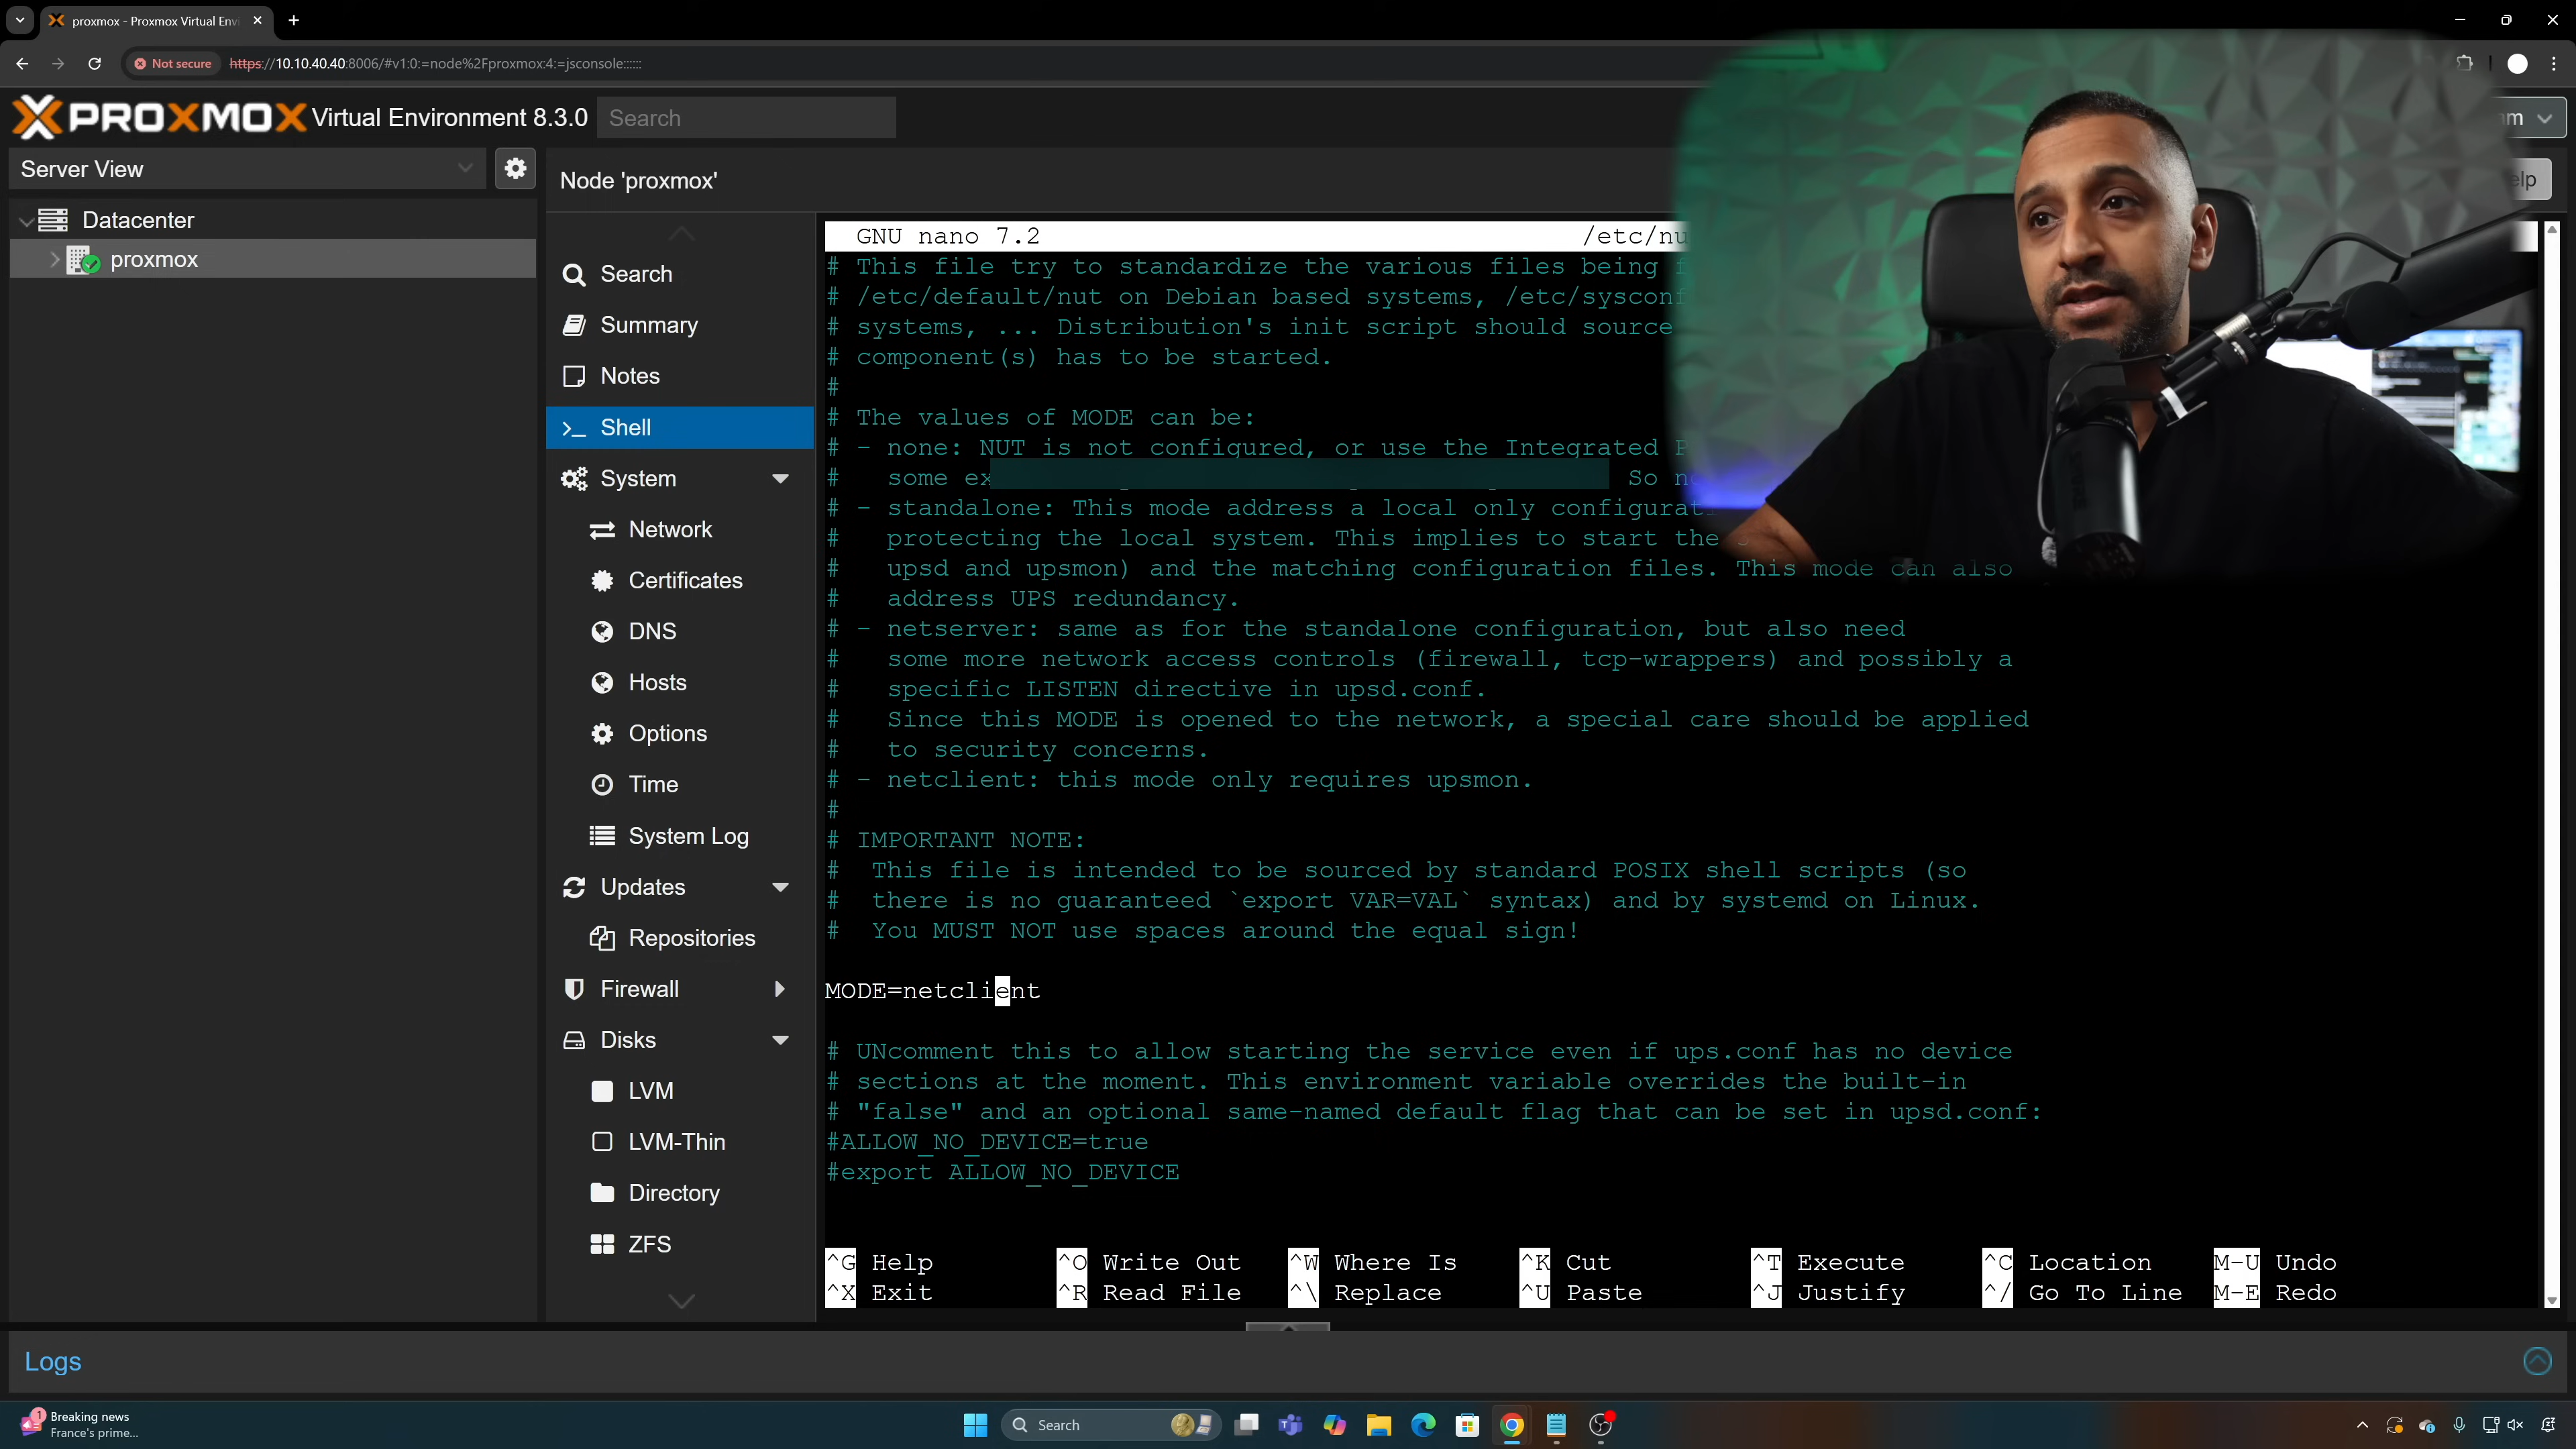 proxmox - Proxmox Virtual Envi
Not secure
https://10.10.40.40:8006/#v1:0:=node%2Fproxmox:4:=jsconsole::::::
PROXMOX Virtual Environment 8.3.0
Search
Server View
Node 'proxmox'
Datacenter
proxmox
Search
Summary
Notes
Shell
System
Network
Certificates
DNS
Hosts
Options
Time
System Log
Updates
Repositories
Firewall
Disks
LVM
LVM-Thin
Directory
ZFS
GNU nano 7.2 /etc/nu
# This file try to standardize the various files being
# /etc/default/nut on Debian based systems,
# systems, ... Distribution's init script should source
# component(s) has to be started.
#
# The values of MODE can be:
# - none: NUT is not configured, or use the Integrated
# some So
# - standalone: This mode address a local only
# protecting the local system. This implies to start the
# upsd and upsmon) and the matching configuration files. This mode can also
# address UPS redundancy.
# - netserver: same as for the standalone configuration, but also need
# some more network access controls (firewall, tcp-wrappers) and possibly a
# specific LISTEN directive in upsd.conf.
# Since this MODE is opened to the network, a special care should be applied
# to security concerns.
# - netclient: this mode only requires upsmon.
#
# IMPORTANT NOTE:
# This file is intended to be sourced by standard POSIX shell scripts (so
# there is no guaranteed `export VAR=VAL` syntax) and by systemd on Linux.
# You MUST NOT use spaces around the equal sign!
MODE=netclient
# UNcomment this to allow starting the service even if ups.conf has no device
# sections at the moment. This environment variable overrides the built-in
# "false" and an optional same-named default flag that can be set in upsd.conf:
#ALLOW_NO_DEVICE=true
#export ALLOW_NO_DEVICE
^G Help ^O Write Out ^W Where Is ^K Cut ^T Execute ^C Location M-U Undo
^X Exit ^R Read File ^\ Replace ^U Paste ^J Justify ^/ Go To Line M-E Redo
Logs
1
Breaking news
France's prime...
Search